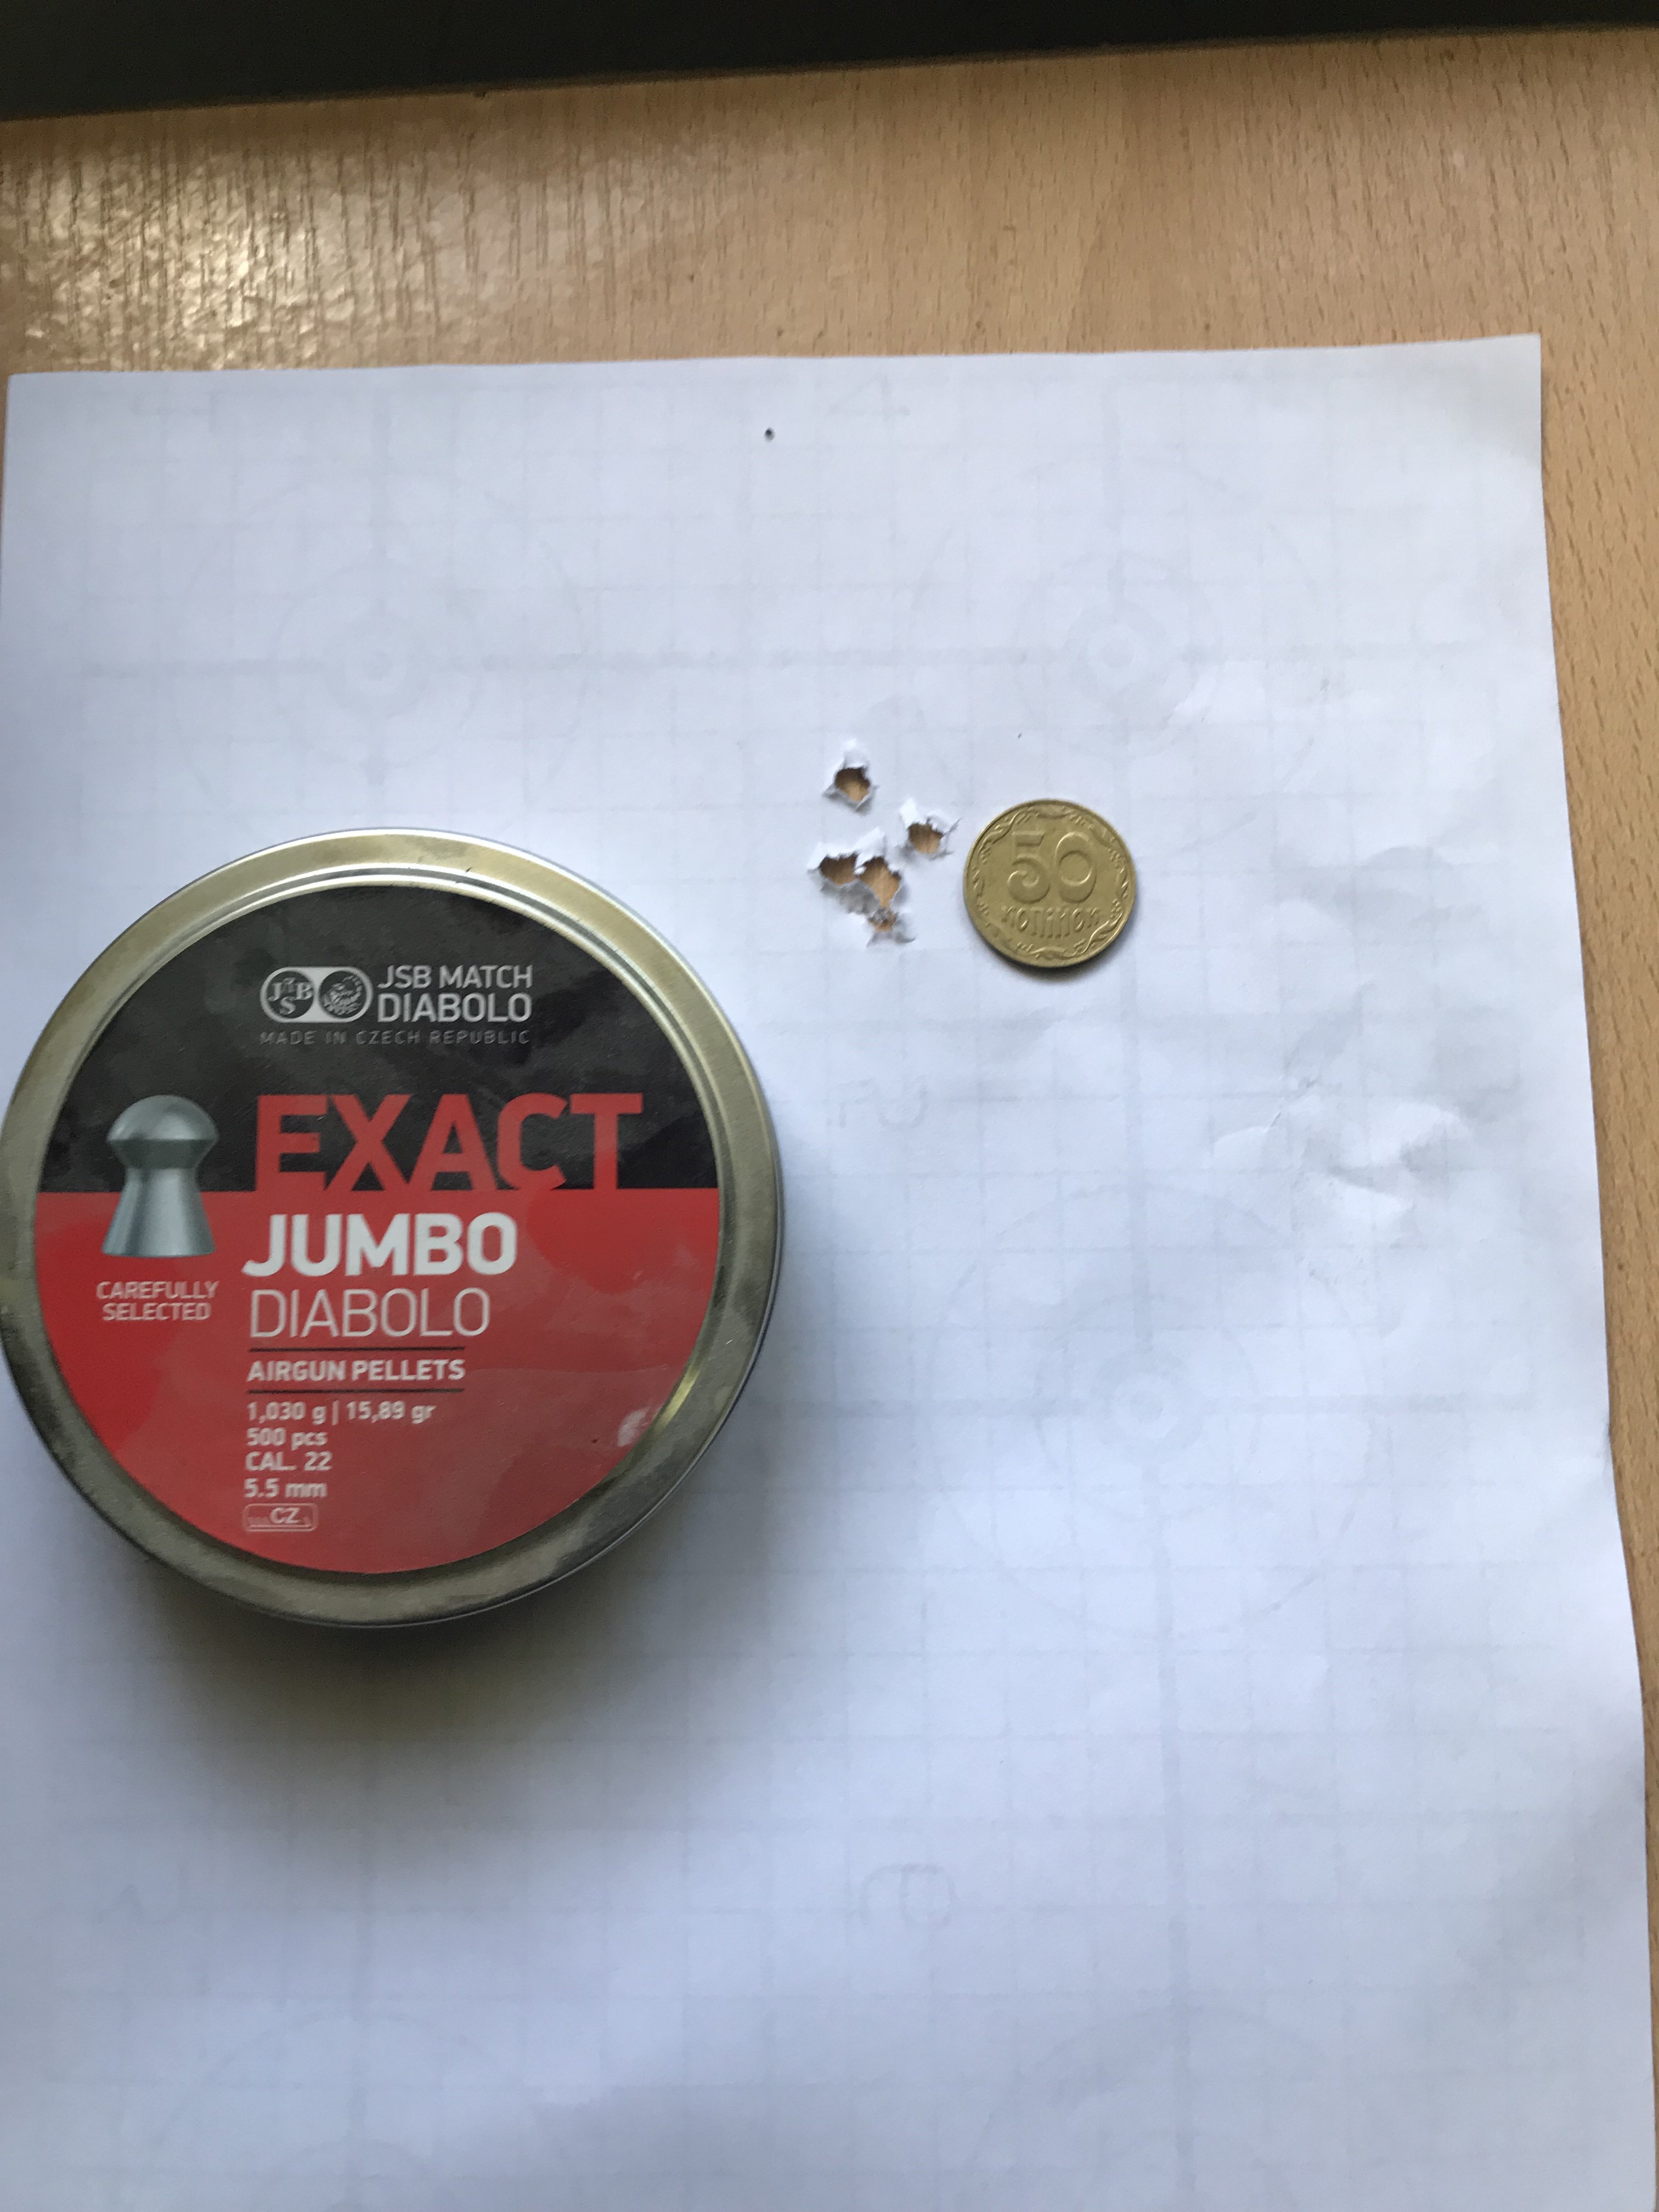 50
КОПІЙОК
JSB
JSB MATCH
DIABOLO
MADE IN CZECH REPUBLIC
EXACT
JUMBO
DIABOLO
CAREFULLY
SELECTED
AIRGUN PELLETS
1,030 g | 15,89 gr
500 pcs
CAL. 22
5.5 mm
CZ